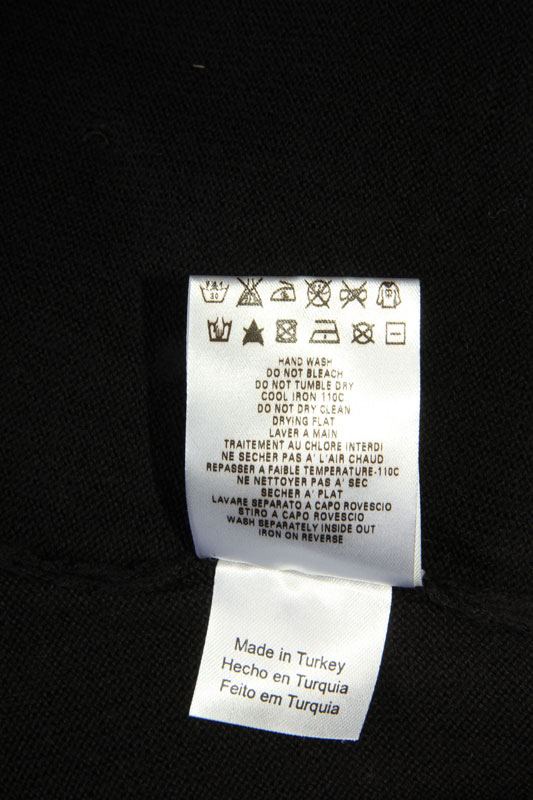 30
HAND WASH
DO NOT BLEACH
DO NOT TUMBLE DRY
COOL IRON 110C
DO NOT DRY CLEAN
DRYING FLAT
LAVER A MAIN
TRAITEMENT AU CHLORE INTERDI
NE SECHER PAS A' L'AIR CHAUD
REPASSER A FAIBLE TEMPERATURE-110C
NE NETTOYER PAS A' SEC
SECHER A' PLAT
LAVARE SEPARATO A CAPO ROVESCIO
STIRO A CAPO ROVESCIO
WASH SEPARATELY INSIDE OUT
IRON ON REVERSE
Made in Turkey
Hecho en Turquia
Feito em Turquia